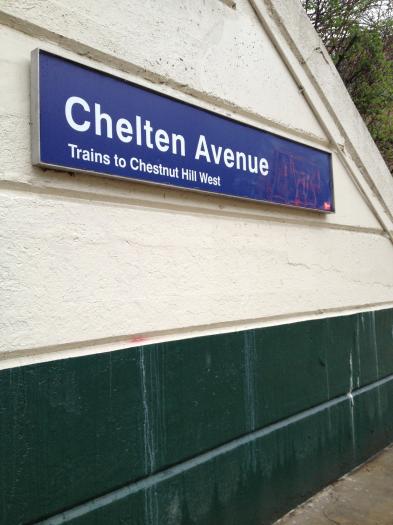 Chelten Avenue
Trains to Chestnut Hill West